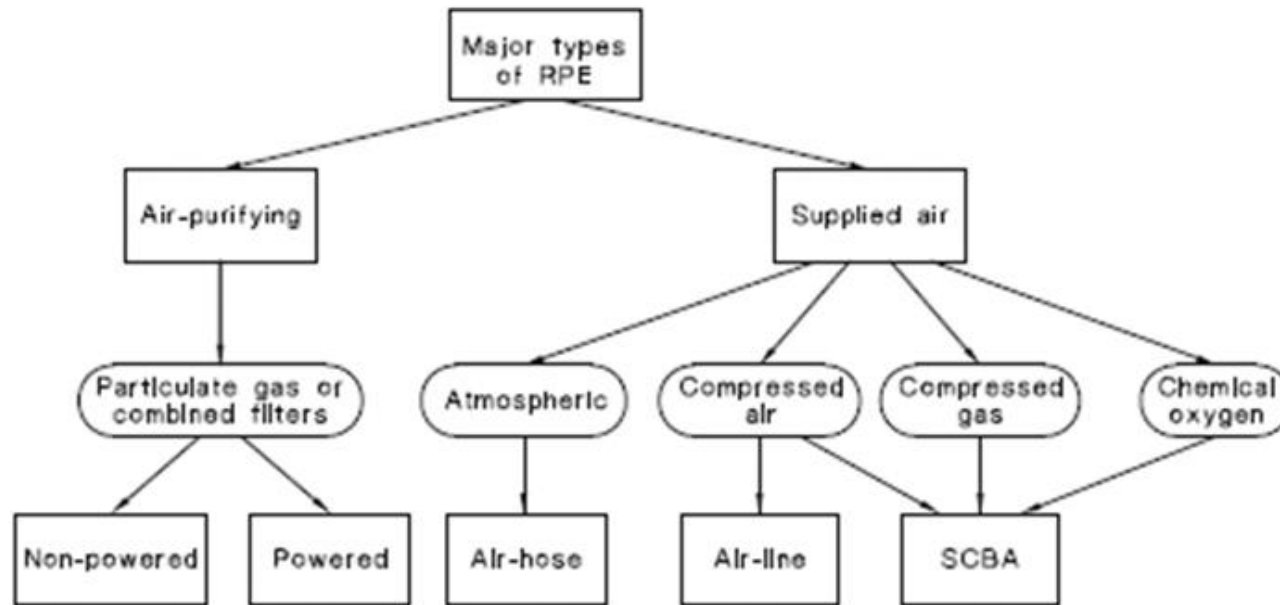 Major types
of RPE
Air-purifying
Supplied air
Particulate gas or
combined filters
Atmospheric
Compressed
air
Compressed
gas
Chemical
oxygen
Non-powered
Powered
Air-hose
Air-line
SCBA